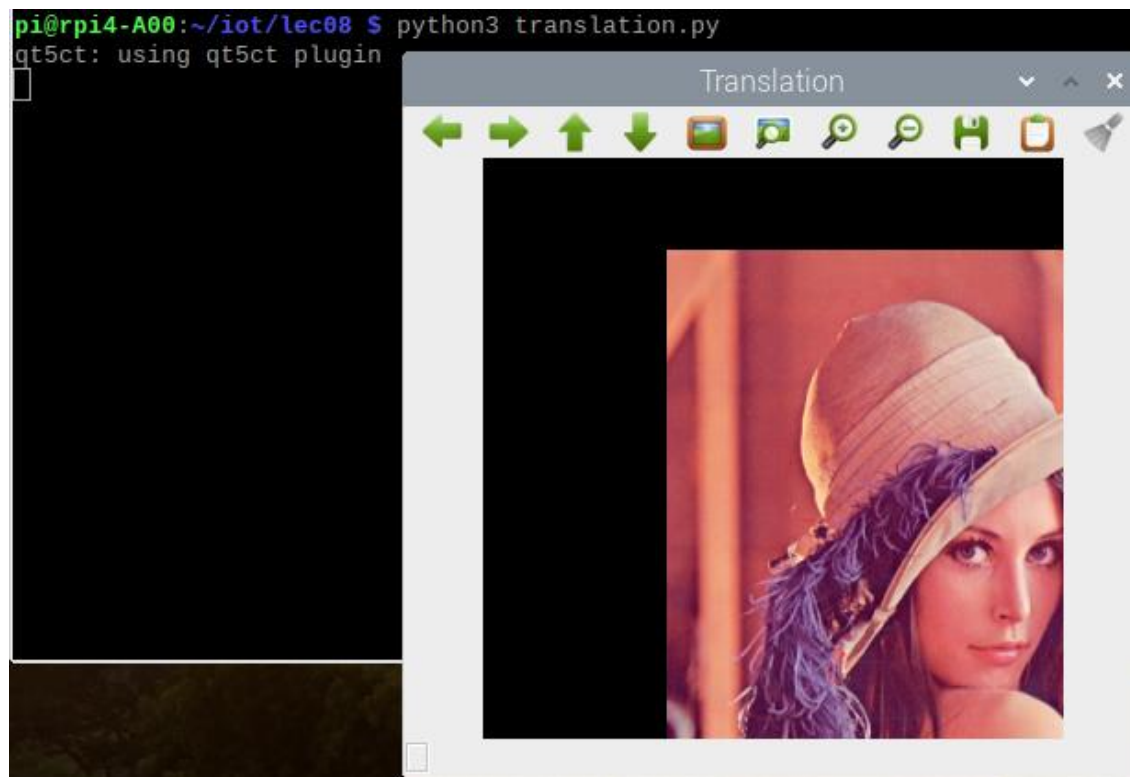 pi@rpi4-A00:~/iot/lec08 $ python3 translation.py
qt5ct: using qt5ct plugin
Translation